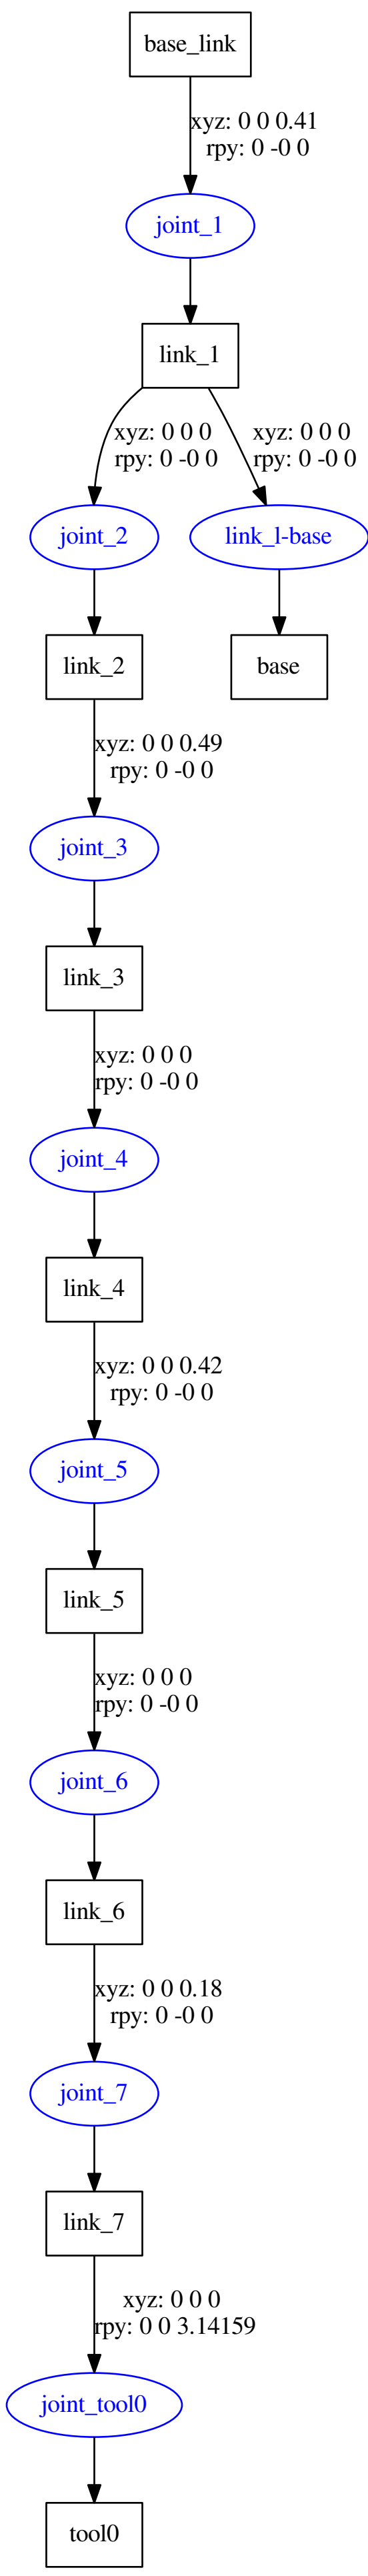 base_link
xyz: 0 0 0.41
rpy: 0 -0 0
joint_1
link_1
xyz: 0 0 0
rpy: 0 -0 0
xyz: 0 0 0
rpy: 0 -0 0
joint_2
link_l-base
link_2
base
xyz: 0 0 0.49
rpy: 0 -0 0
joint_3
link_3
xyz: 0 0 0
rpy: 0 -0 0
joint_4
link_4
xyz: 0 0 0.42
rpy: 0 -0 0
joint_5
link_5
xyz: 0 0 0
rpy: 0 -0 0
joint_6
link_6
xyz: 0 0 0.18
rpy: 0 -0 0
joint_7
link_7
xyz: 0 0 0
rpy: 0 0 3.14159
joint_tool0
tool0